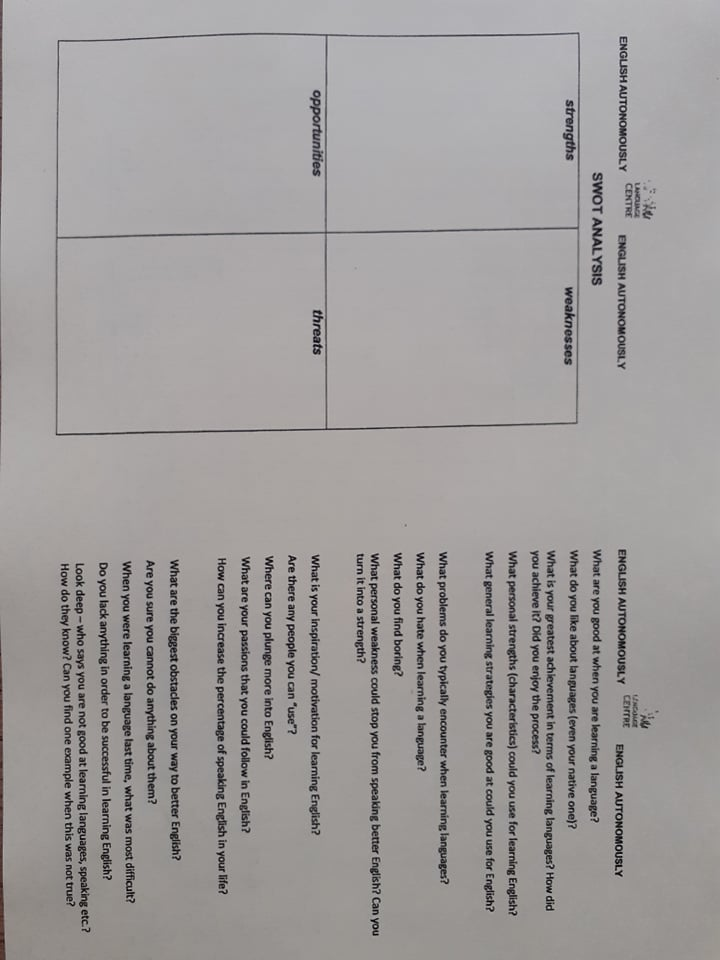 ENGLISH AUTONOMOUSLY
LANGUAGE
CENTRE
ENGLISH AUTONOMOUSLY
SWOT ANALYSIS
strengths
weaknesses
opportunities
threats
ENGLISH AUTONOMOUSLY
LANGUAGE
CENTRE
ENGLISH AUTONOMOUSLY
What are you good at when you are learning a language?
What do you like about languages (even your native one)?
What is your greatest achievement in terms of learning languages? How did
you achieve it? Did you enjoy the process?
What personal strengths (characteristics) could you use for learning English?
What general learning strategies you are good at could you use for English?
What problems do you typically encounter when learning languages?
What do you hate when learning a language?
What do you find boring?
What personal weakness could stop you from speaking better English? Can you
turn it into a strength?
What is your inspiration/ motivation for learning English?
Are there any people you can "use"?
Where can you plunge more into English?
What are your passions that you could follow in English?
How can you increase the percentage of speaking English in your life?
What are the biggest obstacles on your way to better English?
Are you sure you cannot do anything about them?
When you were learning a language last time, what was most difficult?
Do you lack anything in order to be successful in learning English?
Look deep – who says you are not good at learning languages, speaking etc.?
How do they know? Can you find one example when this was not true?